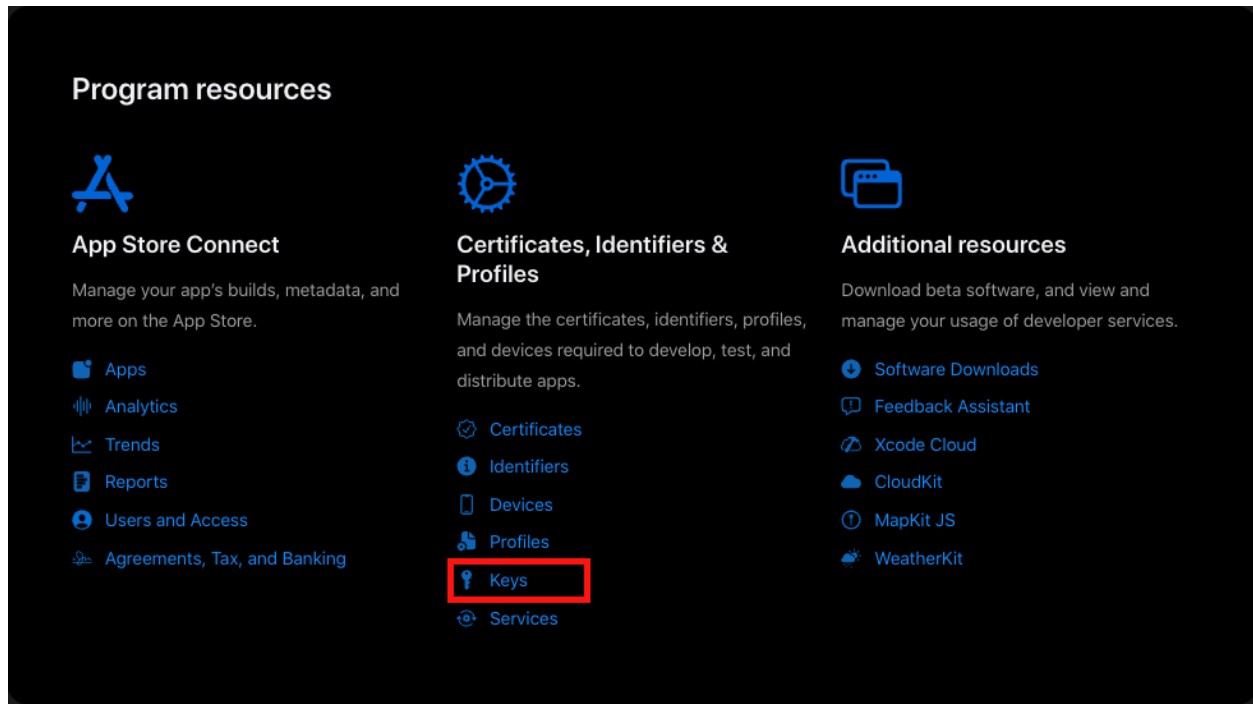 Program resources
App Store Connect
Manage your app's builds, metadata, and
more on the App Store.
Apps
Analytics
Trends
Reports
Users and Access
Agreements, Tax, and Banking
Certificates, Identifiers &
Profiles
Manage the certificates, identifiers, profiles,
and devices required to develop, test, and
distribute apps.
Certificates
Identifiers
Devices
Profiles
Keys
Services
Additional resources
Download beta software, and view and
manage your usage of developer services.
Software Downloads
Feedback Assistant
Xcode Cloud
CloudKit
MapKit JS
WeatherKit